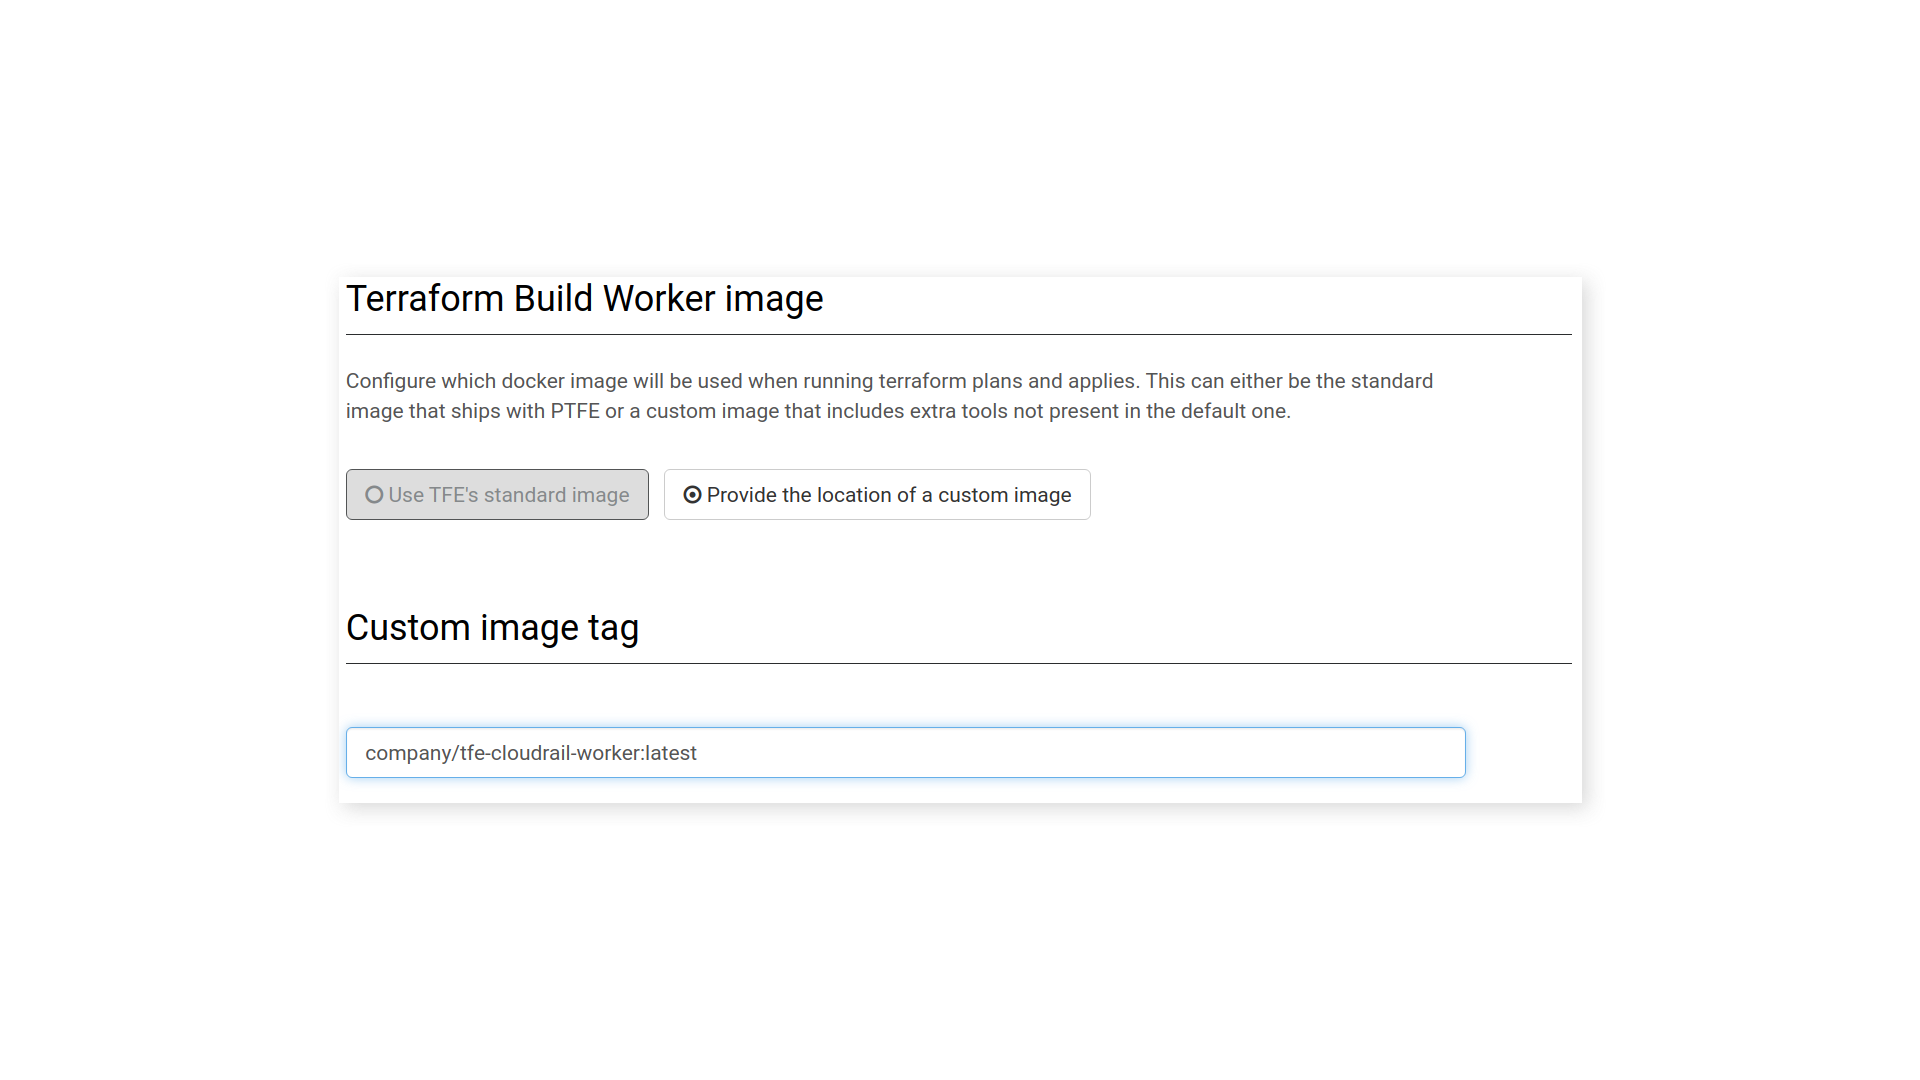 Terraform Build Worker image
Configure which docker image will be used when running terraform plans and applies. This can either be the standard
image that ships with PTFE or a custom image that includes extra tools not present in the default one.
Use TFE's standard image
Provide the location of a custom image
Custom image tag
company/tfe-cloudrail-worker:latest